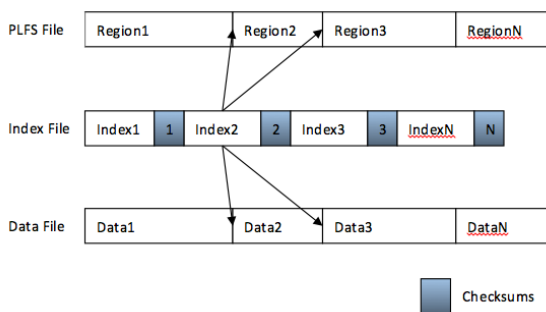 PLFS File Region1 Region2 Region3 RegionN
Index File Index1 1 Index2 2 Index3 3 IndexN N
Data File Data1 Data2 Data3 DataN
Checksums